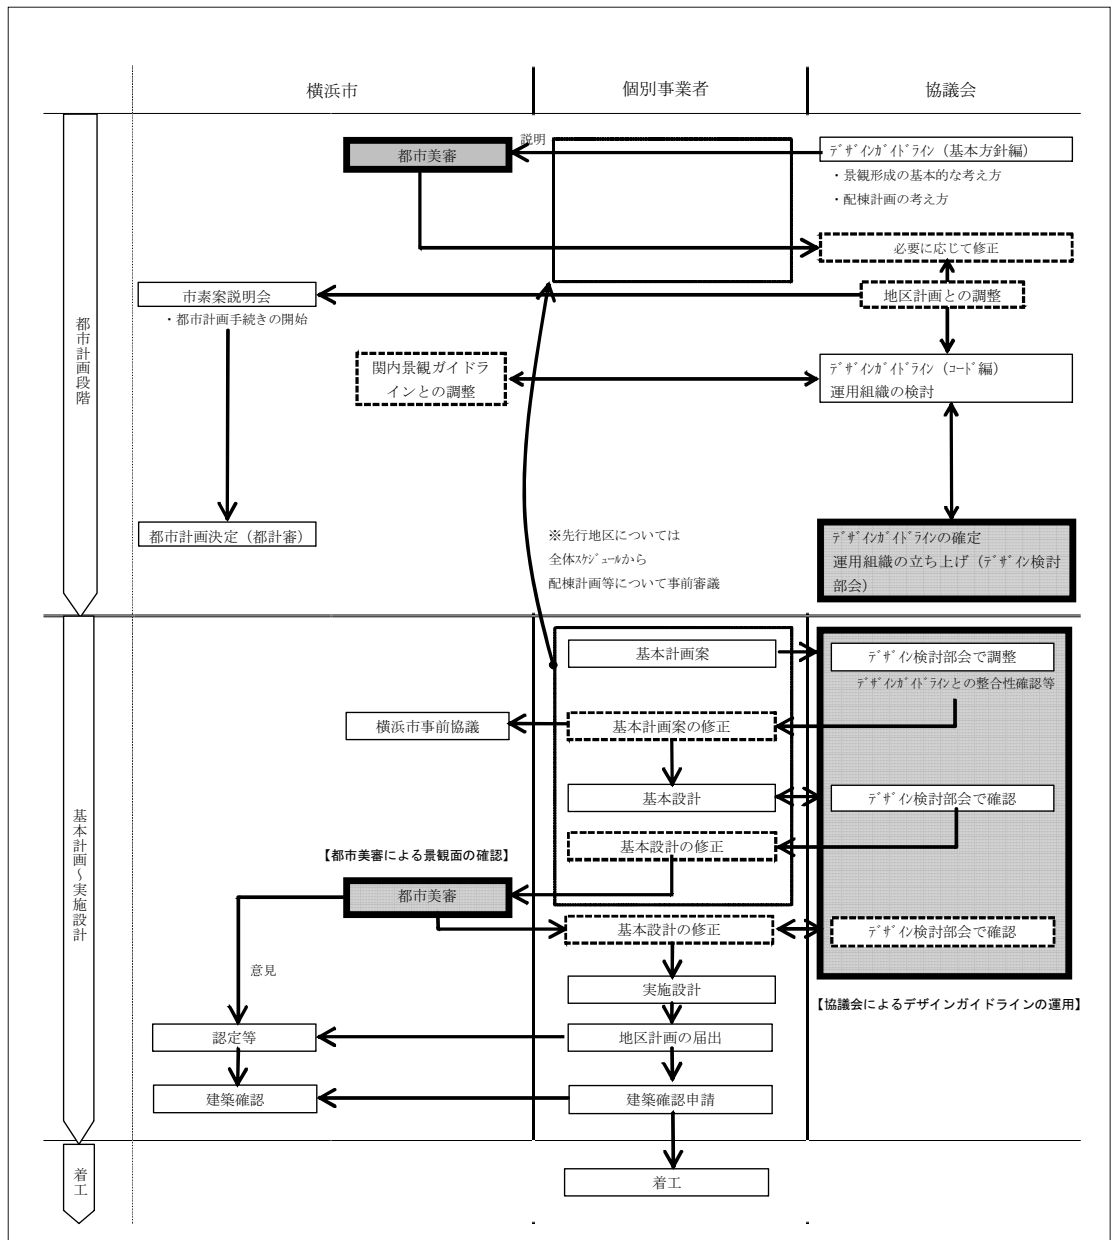 横浜市
個別事業者
協議会
都市計画段階
説明
都市美審
デザインガイドライン（基本方針編）
・景観形成の基本的な考え方
・配棟計画の考え方
必要に応じて修正
市素案説明会
・都市計画手続きの開始
地区計画との調整
関内景観ガイドラ
インとの調整
デザインガイドライン（コード編）
運用組織の検討
都市計画決定（都計審）
※先行地区については
全体スケジュールから
配棟計画等について事前審議
デザインガイドラインの確定
運用組織の立ち上げ（デザイン検討
部会）
基本計画～実施設計
基本計画案
デザイン検討部会で調整
デザインガイドラインとの整合性確認等
横浜市事前協議
基本計画案の修正
基本設計
デザイン検討部会で確認
基本設計の修正
【都市美審による景観面の確認】
都市美審
基本設計の修正
デザイン検討部会で確認
意見
実施設計
【協議会によるデザインガイドラインの運用】
認定等
地区計画の届出
建築確認
建築確認申請
着工
着工